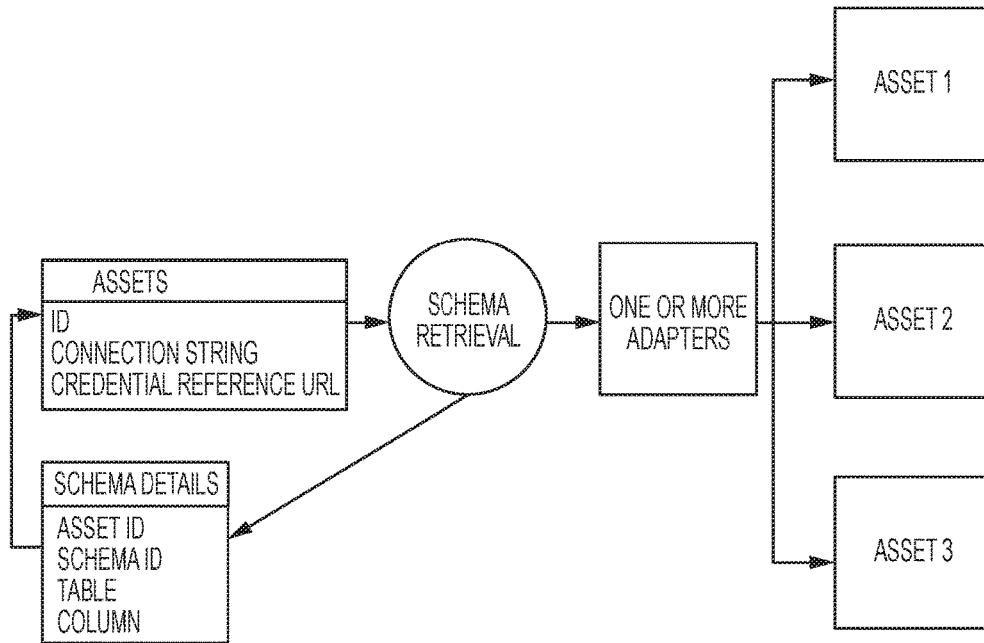 ASSETS
ID
CONNECTION STRING
CREDENTIAL REFERENCE URL
SCHEMA DETAILS
ASSET ID
SCHEMA ID
TABLE
COLUMN
SCHEMA
RETRIEVAL
ONE OR MORE
ADAPTERS
ASSET 1
ASSET 2
ASSET 3